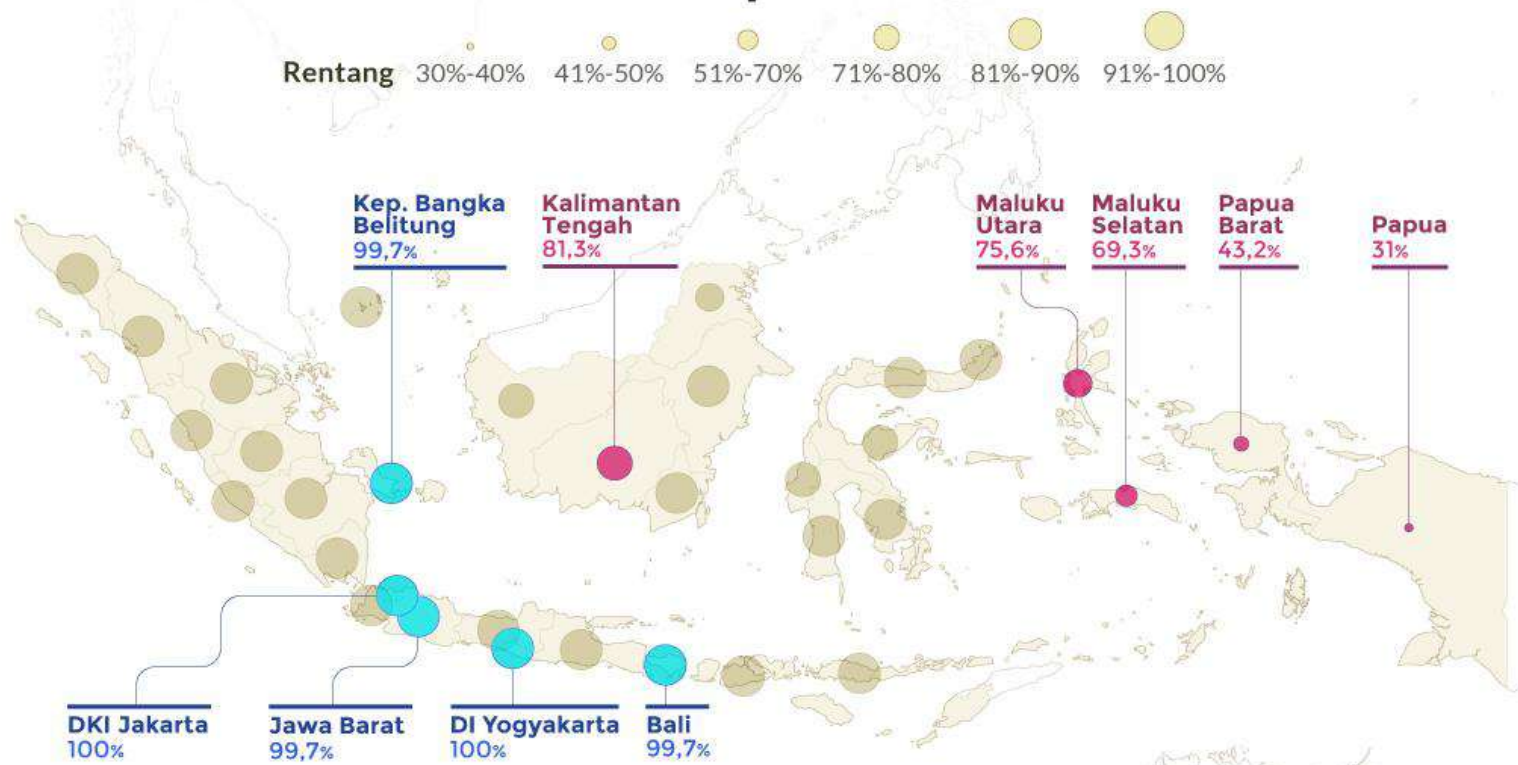 Rentang 30%-40% 41%-50% 51%-70% 71%-80% 81%-90% 91%-100%
Kep. Bangka
Belitung
99,7%
Kalimantan
Tengah
81,3%
Maluku
Utara
75,6%
Maluku
Selatan
69,3%
Papua
Barat
43,2%
Papua
31%
DKI Jakarta
100%
Jawa Barat
99,7%
DI Yogyakarta
100%
Bali
99,7%